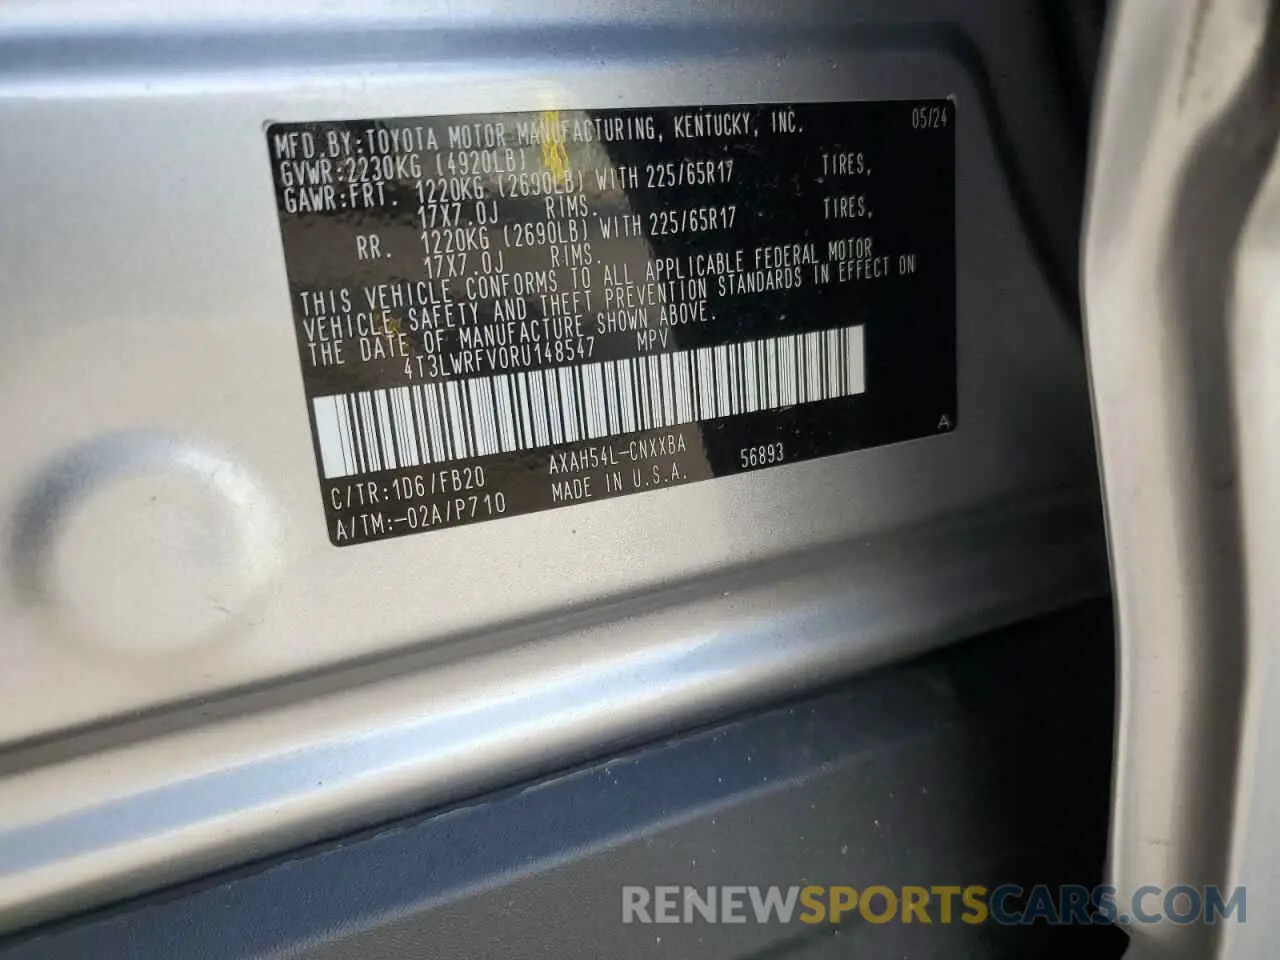 MFD.BY:TOYOTA MOTOR MANUFACTURING, KENTUCKY, INC. 05/24
GVWR:2230KG (4920LB)
GAWR:FRT. 1220KG (2690LB) WITH 225/65R17 TIRES,
17X7.0J RIMS.
RR. 1220KG (2690LB) WITH 225/65R17 TIRES,
17X7.0J RIMS.
THIS VEHICLE CONFORMS TO ALL APPLICABLE FEDERAL MOTOR
VEHICLE SAFETY AND THEFT PREVENTION STANDARDS IN EFFECT ON
THE DATE OF MANUFACTURE SHOWN ABOVE.
4T3LWRFV0RU148547 MPV
A
C/TR:1D6/FB20 AXAH54L-CNXXBA 56893
A/TM:-02A/P710 MADE IN U.S.A.
RENEWSPORTSCARS.COM